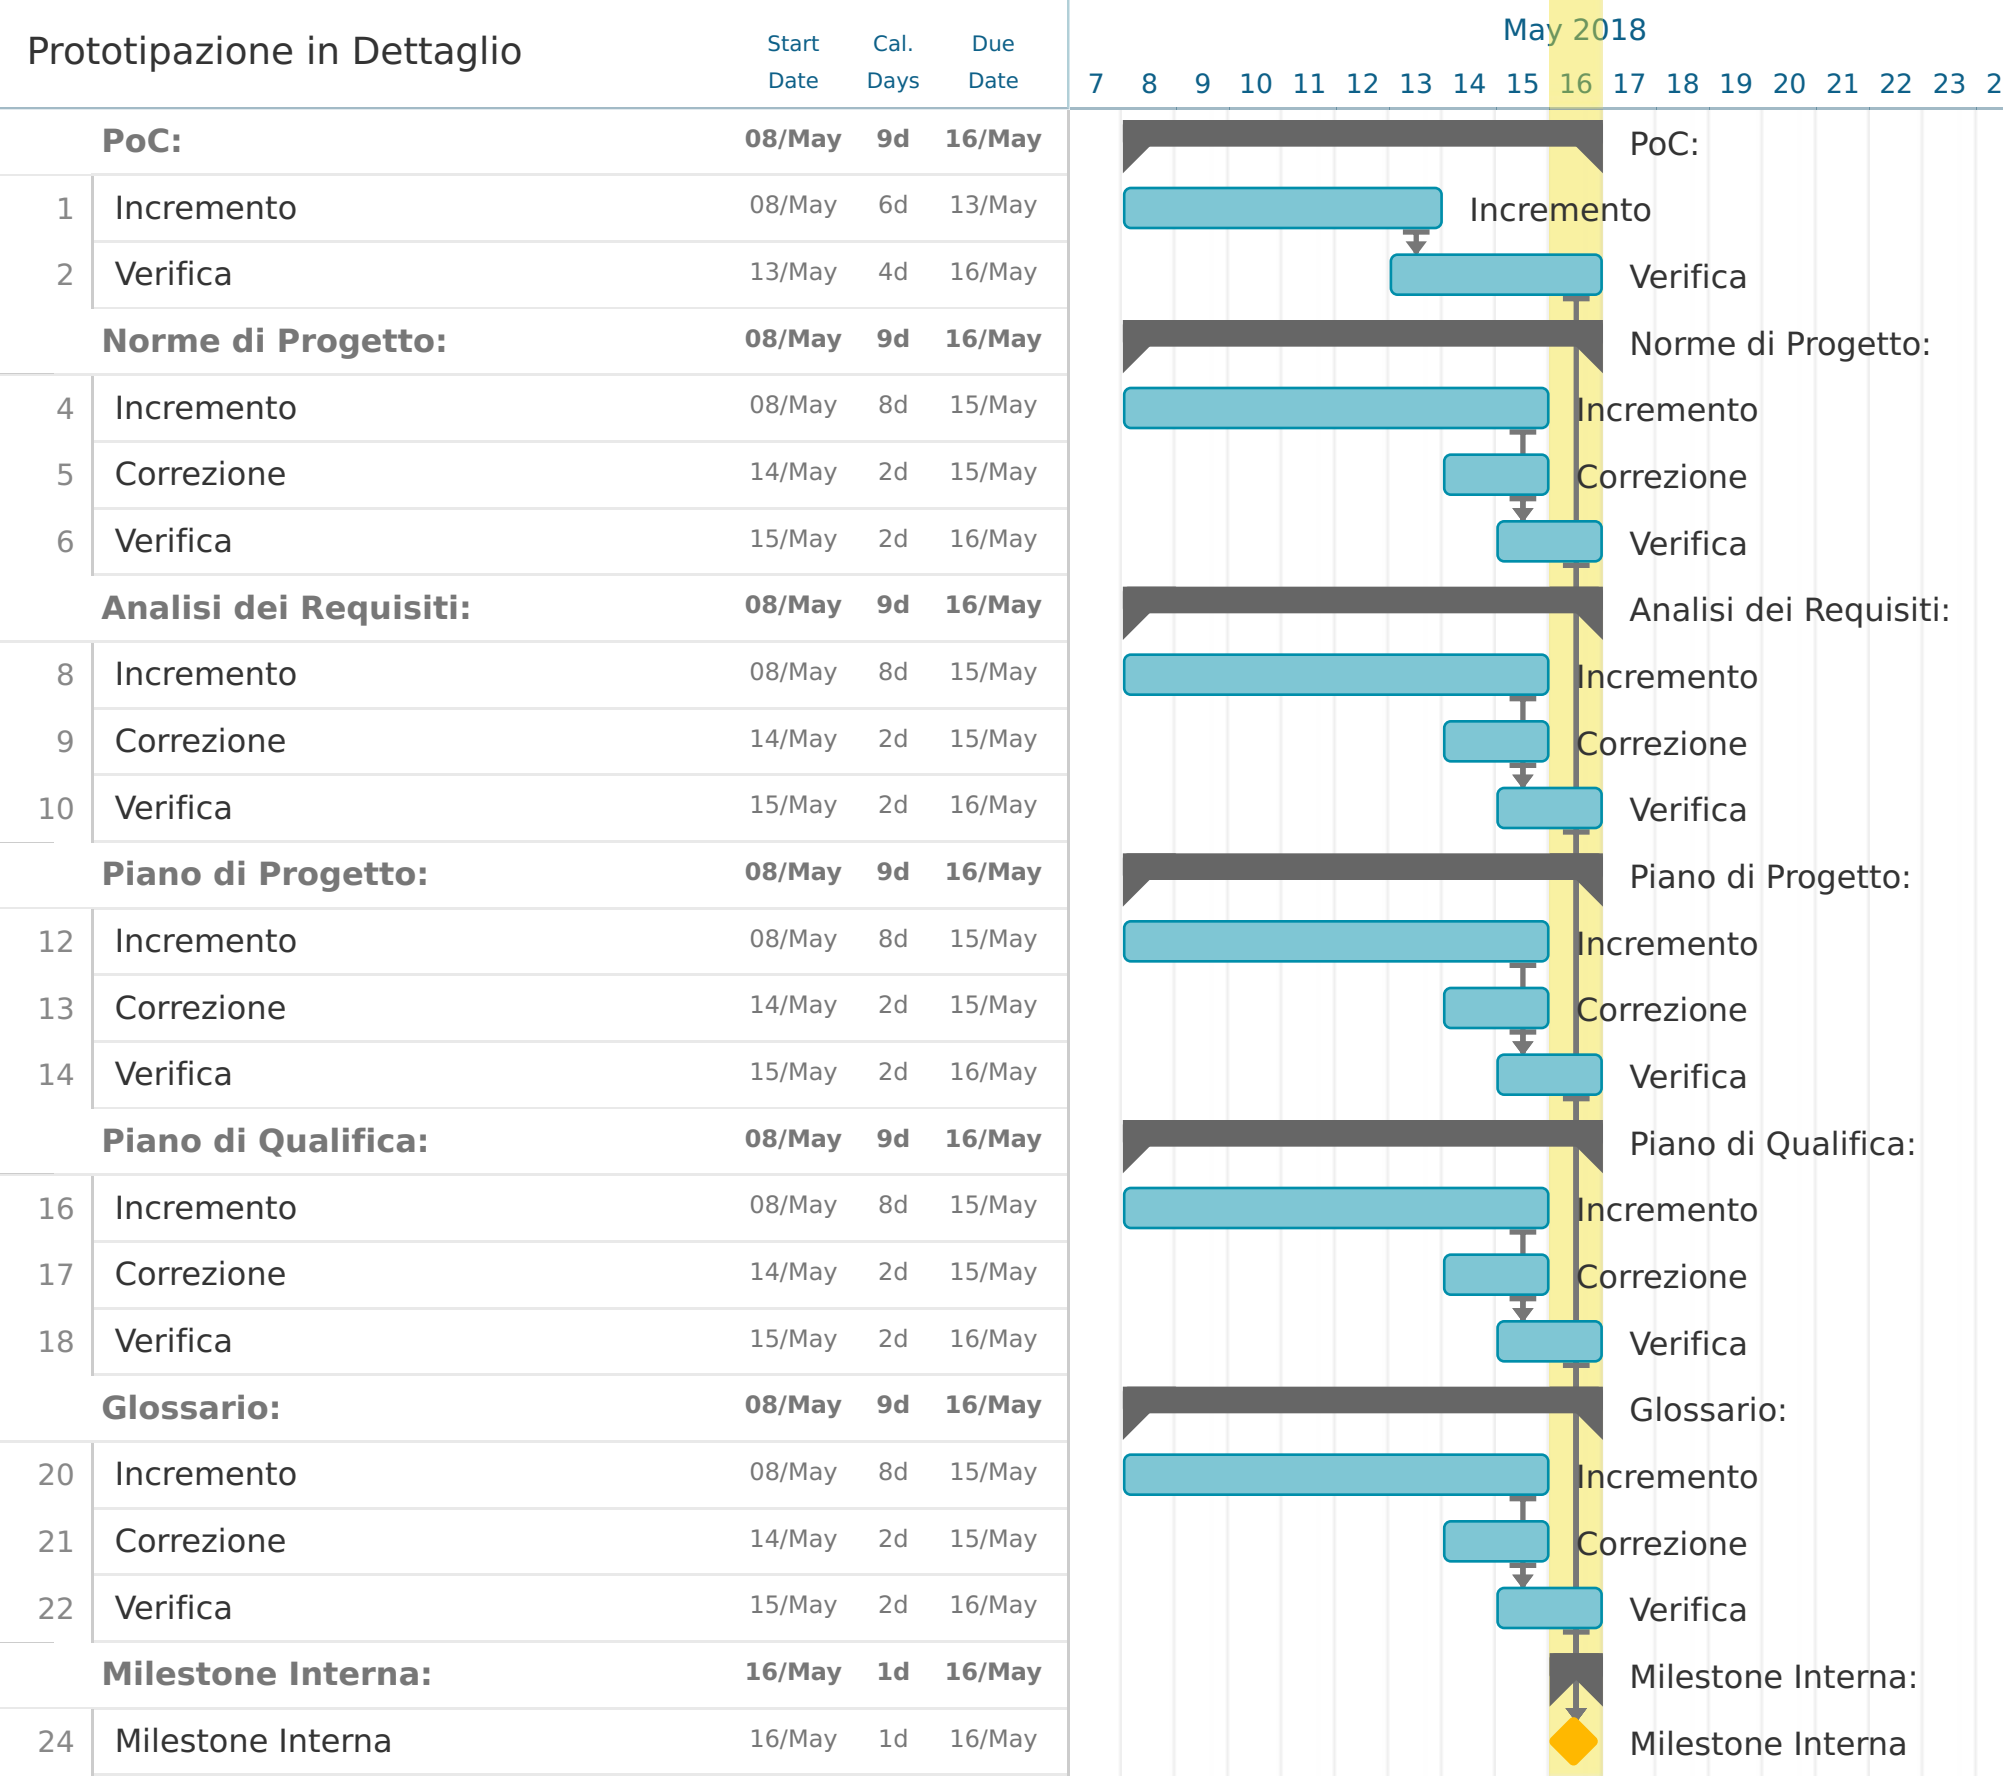 Prototipazione in Dettaglio Start Date Cal. Days Due Date
May 2018
7 8 9 10 11 12 13 14 15 16 17 18 19 20 21 22 23 2
PoC: 08/May 9d 16/May PoC:
1 Incremento 08/May 6d 13/May Incremento
2 Verifica 13/May 4d 16/May Verifica
Norme di Progetto: 08/May 9d 16/May Norme di Progetto:
4 Incremento 08/May 8d 15/May Incremento
5 Correzione 14/May 2d 15/May Correzione
6 Verifica 15/May 2d 16/May Verifica
Analisi dei Requisiti: 08/May 9d 16/May Analisi dei Requisiti:
8 Incremento 08/May 8d 15/May Incremento
9 Correzione 14/May 2d 15/May Correzione
10 Verifica 15/May 2d 16/May Verifica
Piano di Progetto: 08/May 9d 16/May Piano di Progetto:
12 Incremento 08/May 8d 15/May Incremento
13 Correzione 14/May 2d 15/May Correzione
14 Verifica 15/May 2d 16/May Verifica
Piano di Qualifica: 08/May 9d 16/May Piano di Qualifica:
16 Incremento 08/May 8d 15/May Incremento
17 Correzione 14/May 2d 15/May Correzione
18 Verifica 15/May 2d 16/May Verifica
Glossario: 08/May 9d 16/May Glossario:
20 Incremento 08/May 8d 15/May Incremento
21 Correzione 14/May 2d 15/May Correzione
22 Verifica 15/May 2d 16/May Verifica
Milestone Interna: 16/May 1d 16/May Milestone Interna:
24 Milestone Interna 16/May 1d 16/May Milestone Interna